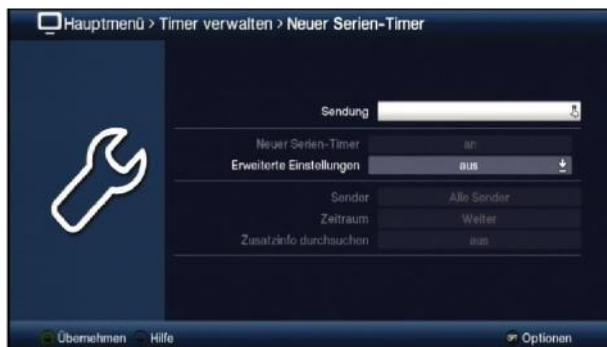 Hauptmenü > Timer verwalten > Neuer Serien-Timer
Sendung
Neuer Serien-Timer an
Erweiterte Einstellungen aus
Sender Alle Sender
Zeitraum Weiter
Zusatzinfo durchsuchen aus
Übernehmen Hilfe Optionen